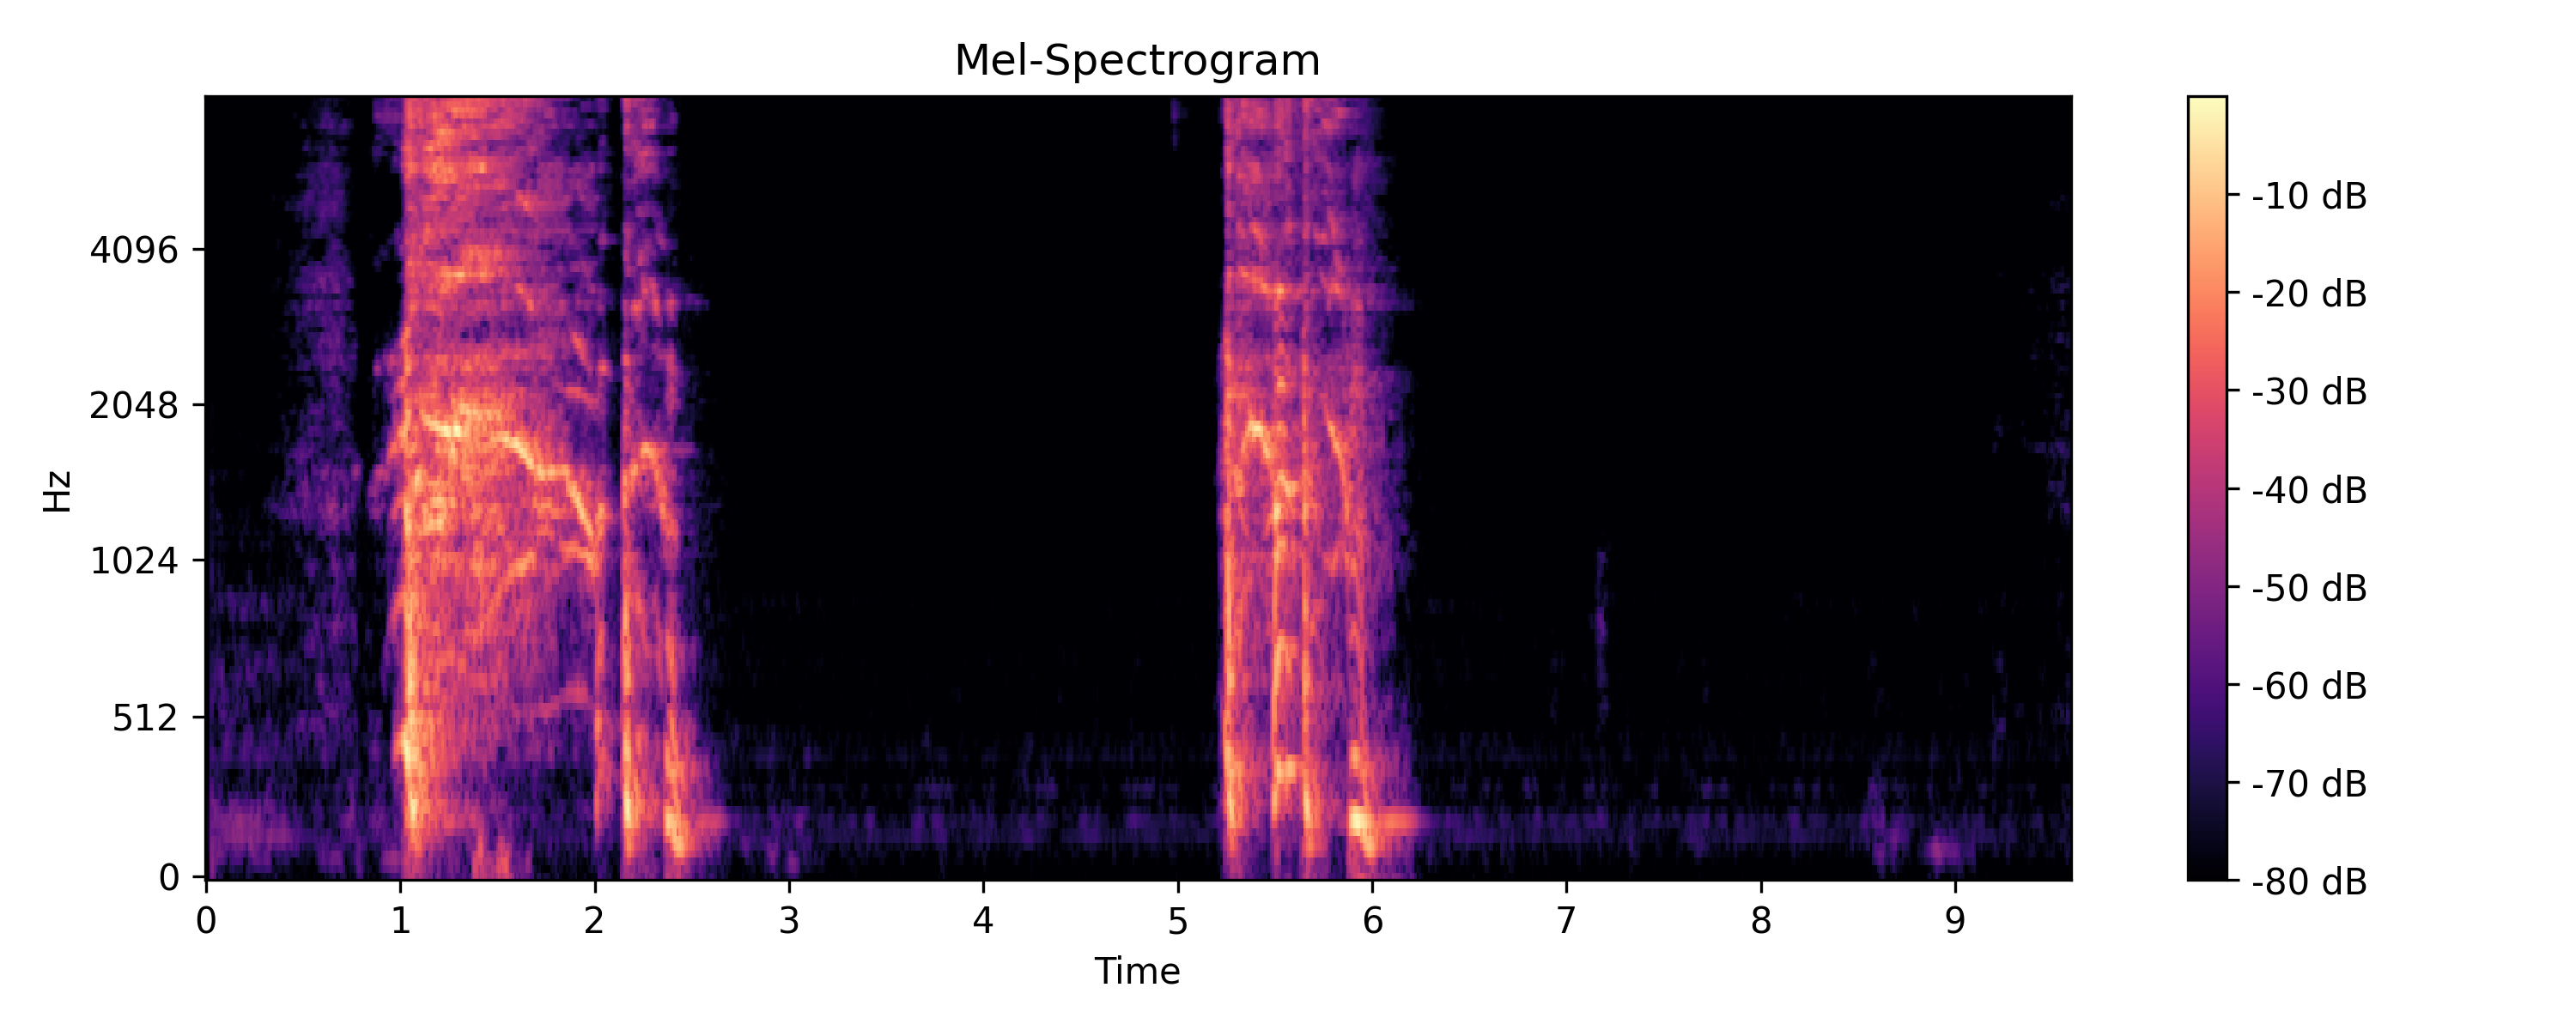 Mel-Spectrogram
4096
2048
1024
512
0
Hz
0 1 2 3 4 5 6 7 8 9
Time
-10 dB
-20 dB
-30 dB
-40 dB
-50 dB
-60 dB
-70 dB
-80 dB